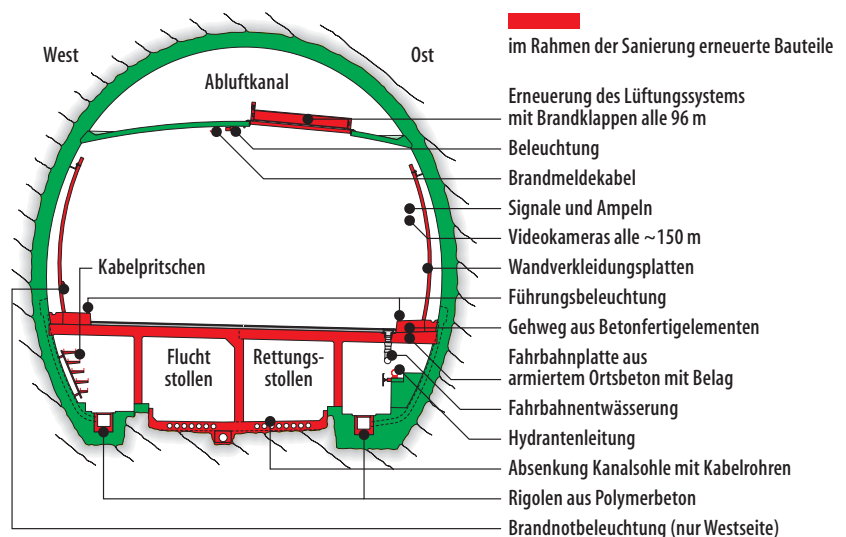 West
Ost
Abluftkanal
Kabelpritschen
Flucht
stollen
Rettungs-
stollen
im Rahmen der Sanierung erneuerte Bauteile
Erneuerung des Lüftungssystems
mit Brandklappen alle 96 m
Beleuchtung
Brandmeldekabel
Signale und Ampeln
Videokameras alle ~150 m
Wandverkleidungsplatten
Führungsbeleuchtung
Gehweg aus Betonfertigelementen
Fahrbahnplatte aus
armiertem Ortsbeton mit Belag
Fahrbahnentwässerung
Hydrantenleitung
Absenkung Kanalsohle mit Kabelrohren
Rigolen aus Polymerbeton
Brandnotbeleuchtung (nur Westseite)